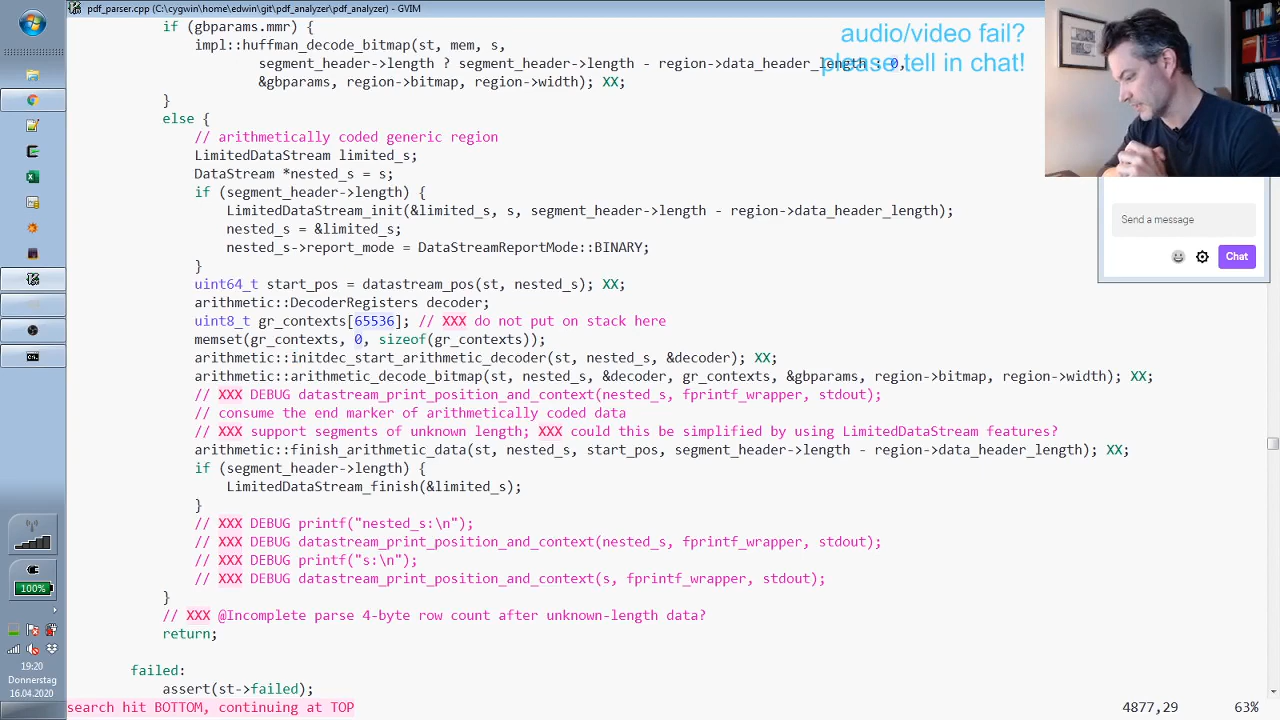 pdf_parser.cpp (C:\cygwin\home\edwin\git\pdf_analyzer\pdf_analyzer) - GVIM
if (gbparams.mmr) {
impl::huffman_decode_bitmap(st, mem, s,
segment_header->length ? segment_header->length - region->data_header_length : 0,
&gbparams, region->bitmap, region->width); XX;
}
else {
// arithmetically coded generic region
LimitedDataStream limited_s;
DataStream *nested_s = s;
if (segment_header->length) {
LimitedDataStream_init(&limited_s, s, segment_header->length - region->data_header_length);
nested_s = &limited_s;
nested_s->report_mode = DataStreamReportMode::BINARY;
}
uint64_t start_pos = datastream_pos(st, nested_s); XX;
arithmetic::DecoderRegisters decoder;
uint8_t gr_contexts[65536]; // XXX do not put on stack here
memset(gr_contexts, 0, sizeof(gr_contexts));
arithmetic::initdec_start_arithmetic_decoder(st, nested_s, &decoder); XX;
arithmetic::arithmetic_decode_bitmap(st, nested_s, &decoder, gr_contexts, &gbparams, region->bitmap, region->width); XX;
// XXX DEBUG datastream_print_position_and_context(nested_s, fprintf_wrapper, stdout);
// consume the end marker of arithmetically coded data
// XXX support segments of unknown length; XXX could this be simplified by using LimitedDataStream features?
arithmetic::finish_arithmetic_data(st, nested_s, start_pos, segment_header->length - region->data_header_length); XX;
if (segment_header->length) {
LimitedDataStream_finish(&limited_s);
}
// XXX DEBUG printf("nested_s:\n");
// XXX DEBUG datastream_print_position_and_context(nested_s, fprintf_wrapper, stdout);
// XXX DEBUG printf("s:\n");
// XXX DEBUG datastream_print_position_and_context(s, fprintf_wrapper, stdout);
}
// XXX @Incomplete parse 4-byte row count after unknown-length data?
return;
failed:
assert(st->failed);
search hit BOTTOM, continuing at TOP
4877,29
63%
audio/video fail?
please tell in chat!
Send a message
Chat
100%
19:20
Donnerstag
16.04.2020